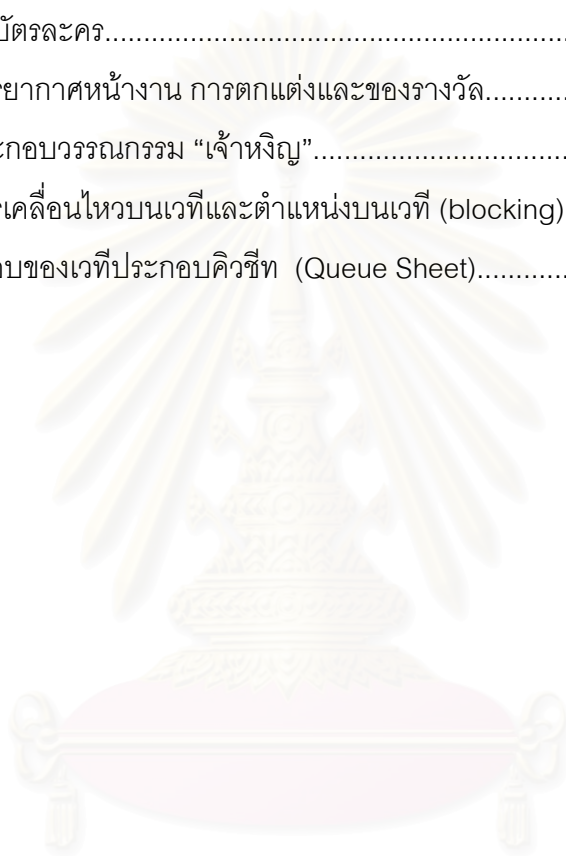 บัตรละคร............................................................
รยากาศหน้างาน การตกแต่งและของรางวัล...........
ะกอบวรรณกรรม “เจ้าหงิญ”.................................
รเคลื่อนไหวบนเวทีและตำแหน่งบนเวที (blocking)
อบของเวทีประกอบคิวชีท (Queue Sheet)............